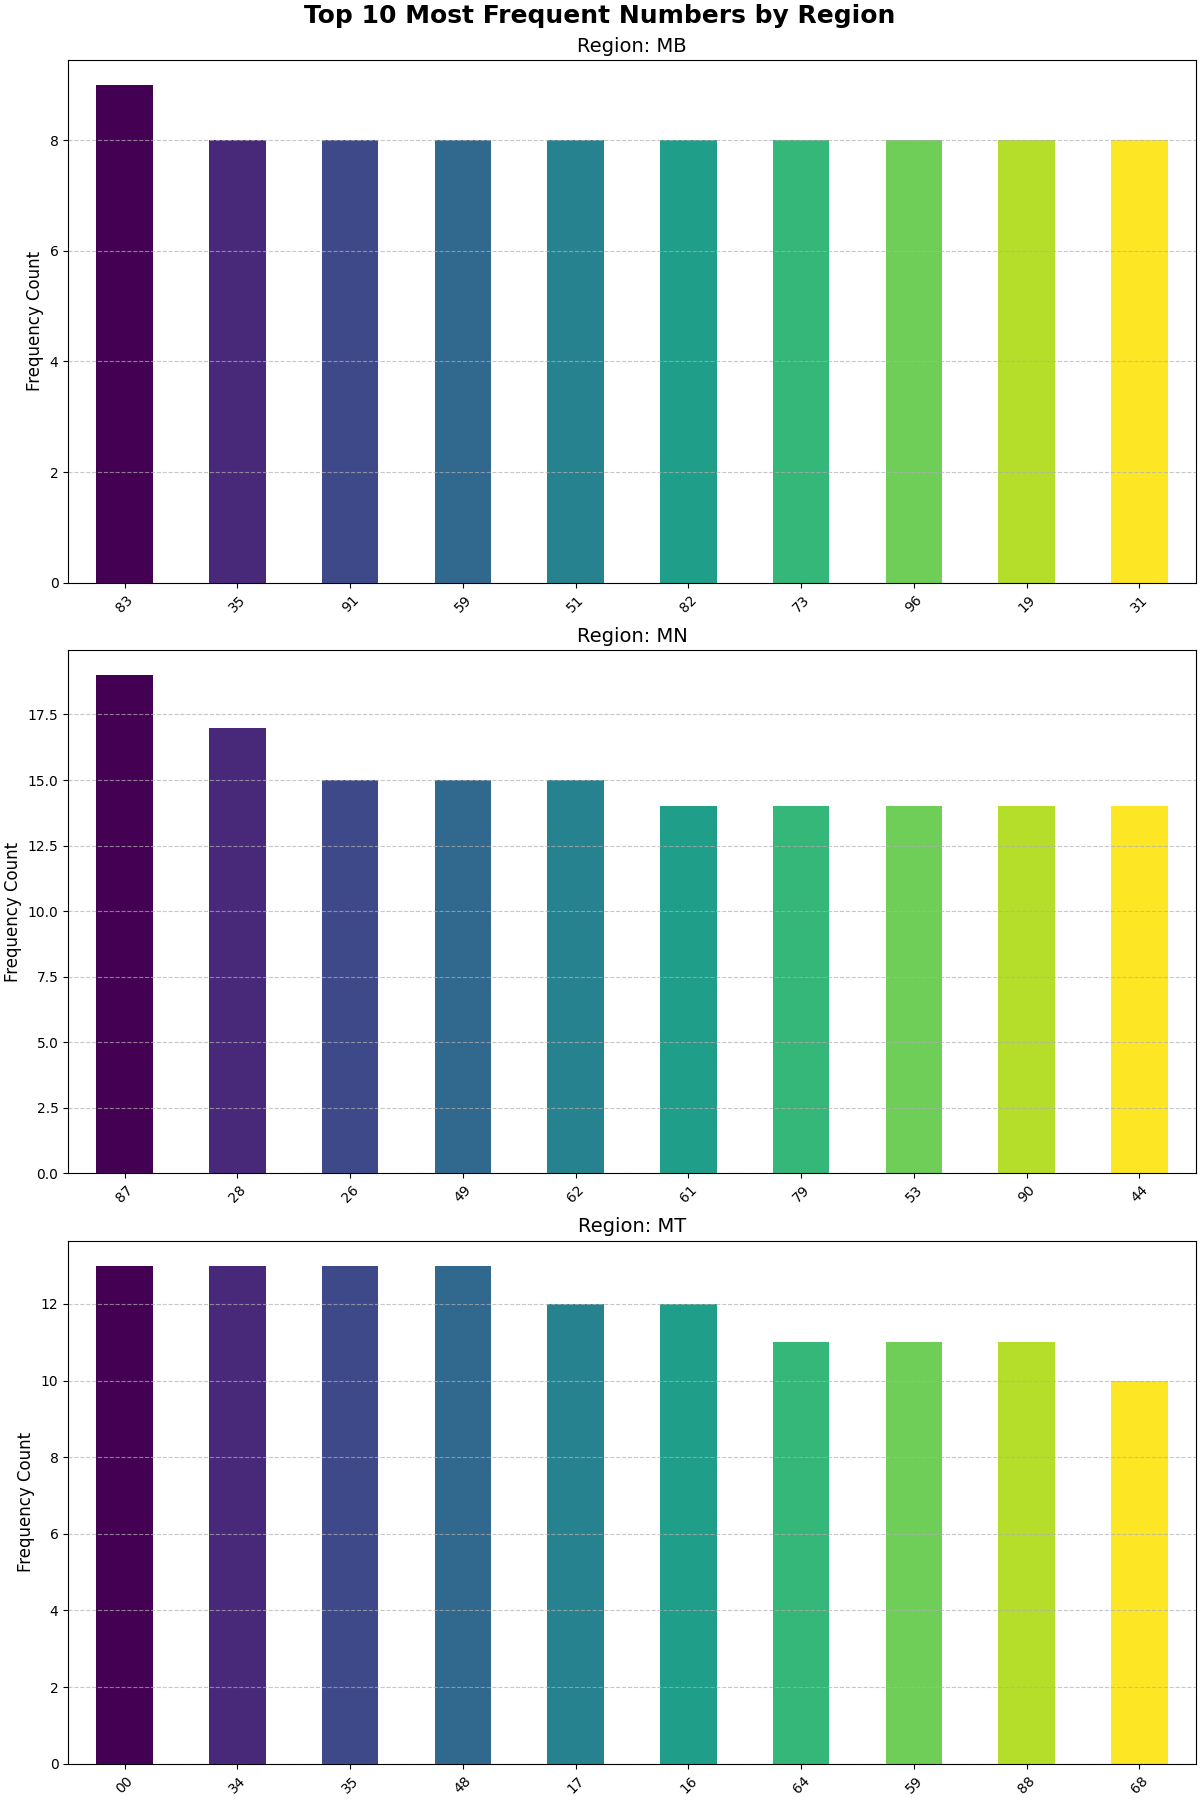 Top 10 Most Frequent Numbers by Region
Region: MB
Frequency Count
8
6
4
2
0
83 35 91 59 51 82 73 96 19 31
Region: MN
Frequency Count
17.5
15.0
12.5
10.0
7.5
5.0
2.5
0.0
87 28 26 49 62 61 79 53 90 44
Region: MT
Frequency Count
12
10
8
6
4
2
0
00 34 35 48 17 16 64 59 88 68